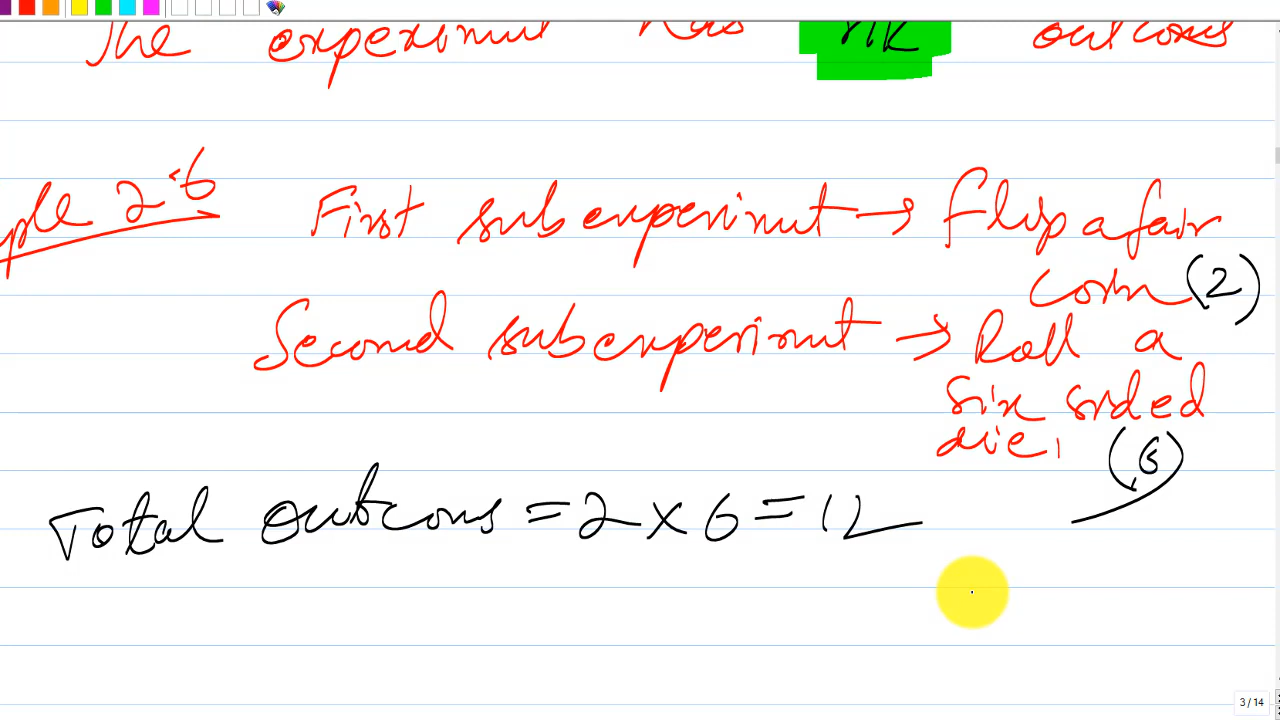 The experiment has nk outcomes
ple 2.6 First subexperiment → flip a fair
coin (2)
Second subexperiment → Roll a
six sided
die, (6)
Total outcoms = 2 × 6 = 12
3 / 14